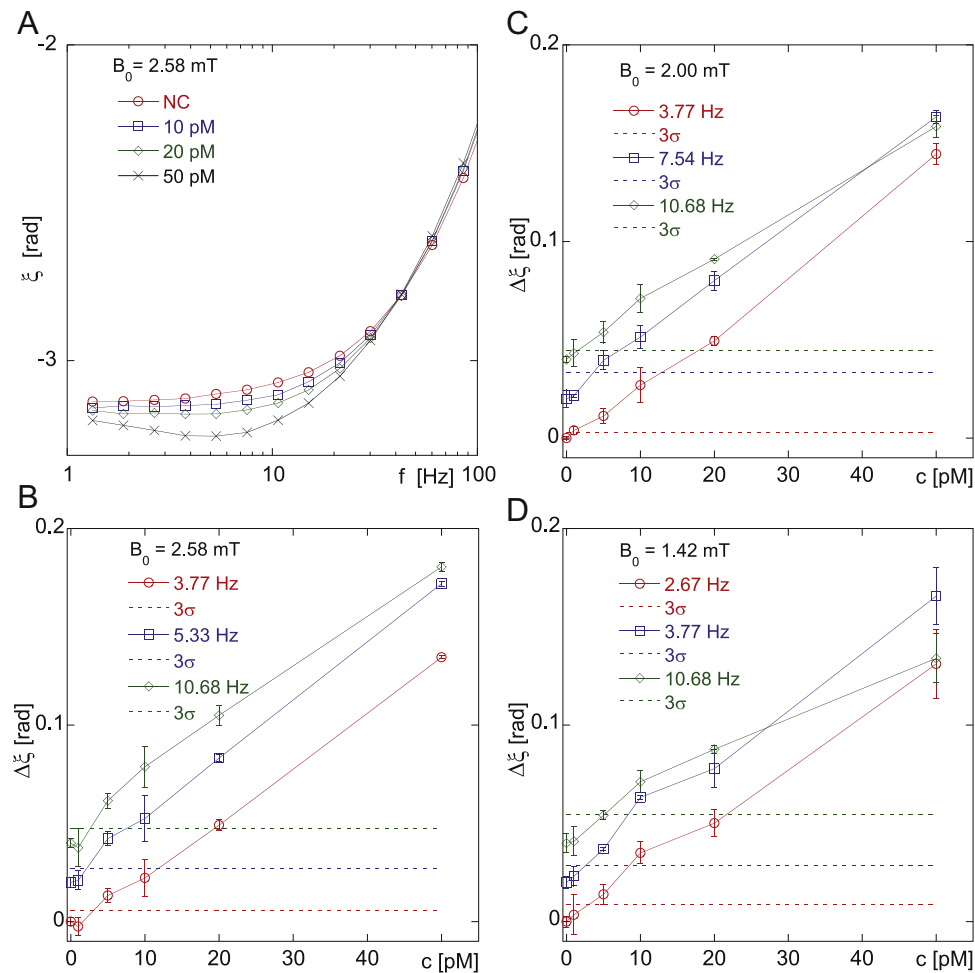 A
-2
B0 = 2.58 mT
NC
10 pM
20 pM
50 pM
ξ [rad]
-3
1
10
100
f [Hz]
B
0.2
B0 = 2.58 mT
3.77 Hz
3σ
5.33 Hz
3σ
10.68 Hz
3σ
Δξ [rad]
0.1
0
0
10
20
30
40
c [pM]
C
0.2
B0 = 2.00 mT
3.77 Hz
3σ
7.54 Hz
3σ
10.68 Hz
3σ
Δξ [rad]
0.1
0
0
10
20
30
40
c [pM]
D
0.2
B0 = 1.42 mT
2.67 Hz
3σ
3.77 Hz
3σ
10.68 Hz
3σ
Δξ [rad]
0.1
0
0
10
20
30
40
c [pM]